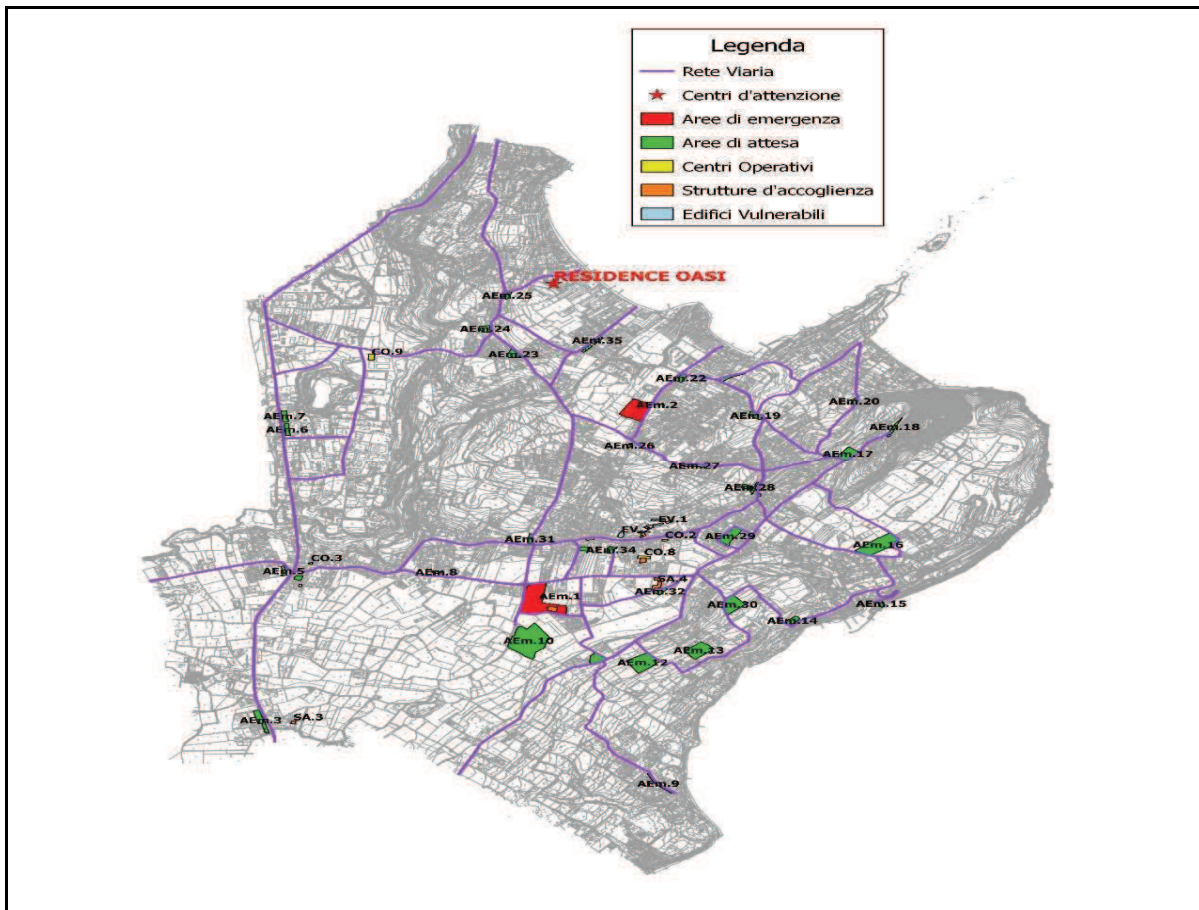 Legenda
Rete Viaria
Centri d'attenzione
Aree di emergenza
Aree di attesa
Centri Operativi
Strutture d'accoglienza
Edifici Vulnerabili
RESIDENCE OASI
AEm.25
AEm.24
AEm.35
CO.9
AEm.23
AEm.22
AEm.2
AEm.20
AEm.7
AEm.19
AEm.6
AEm.18
AEm.26
AEm.17
AEm.27
AEm.28
EV.1
AEm.31
CO.2
AEm.29
AEm.34
CO.8
AEm.16
CO.3
AEm.5
AEm.8
SA.4
AEm.32
AEm.1
AEm.30
AEm.15
AEm.14
AEm.10
AEm.13
AEm.12
AEm.3
SA.3
AEm.9